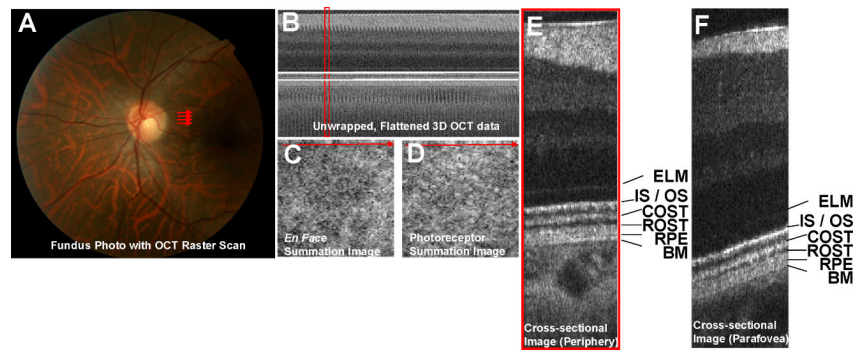 A
Fundus Photo with OCT Raster Scan
B
Unwrapped, Flattened 3D OCT data
C
En Face
Summation Image
D
Photoreceptor
Summation Image
E
ELM
IS / OS
COST
ROST
RPE
BM
Cross-sectional
Image (Periphery)
F
ELM
IS / OS
COST
ROST
RPE
BM
Cross-sectional
Image (Parafovea)